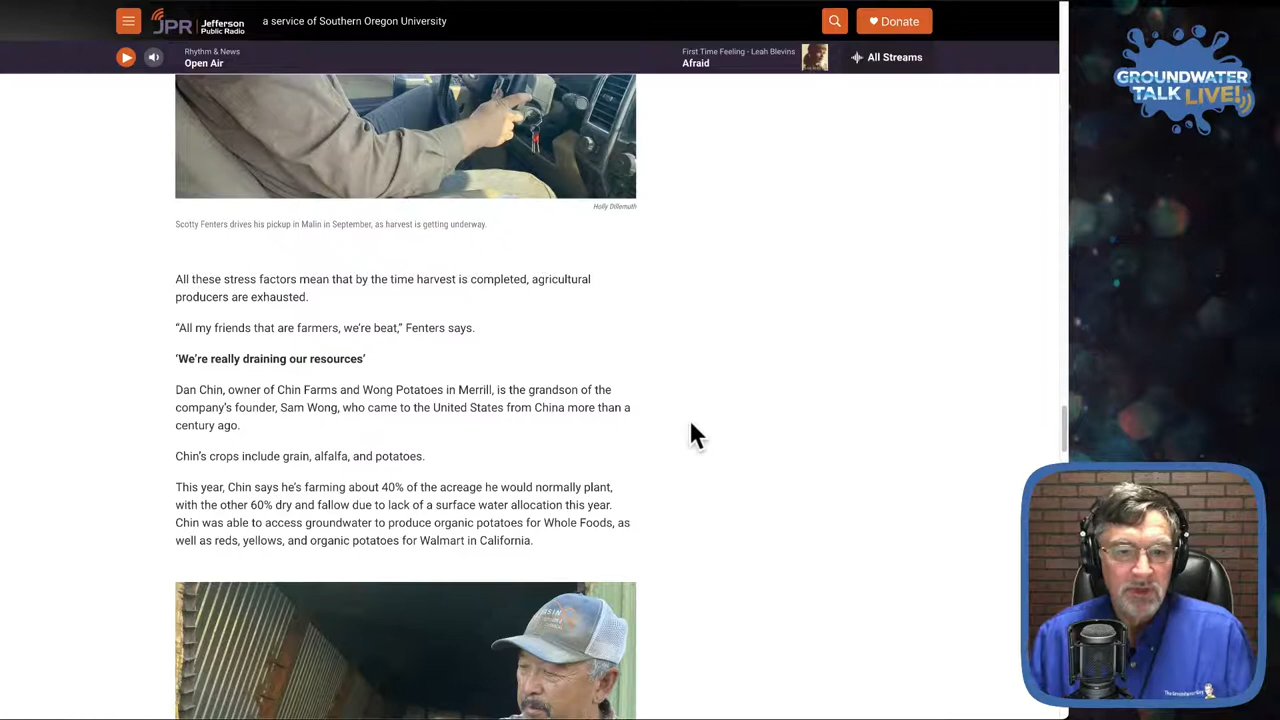 JPR Jefferson
Public Radio
a service of Southern Oregon University
Donate
Rhythm & News
Open Air
First Time Feeling - Leah Blevins
Afraid
All Streams
GROUNDWATER
TALK LIVE!
Holly Dillemuth
Scotty Fenters drives his pickup in Malin in September, as harvest is getting underway.
All these stress factors mean that by the time harvest is completed, agricultural
producers are exhausted.
“All my friends that are farmers, we’re beat,” Fenters says.
‘We’re really draining our resources’
Dan Chin, owner of Chin Farms and Wong Potatoes in Merrill, is the grandson of the
company’s founder, Sam Wong, who came to the United States from China more than a
century ago.
Chin’s crops include grain, alfalfa, and potatoes.
This year, Chin says he’s farming about 40% of the acreage he would normally plant,
with the other 60% dry and fallow due to lack of a surface water allocation this year.
Chin was able to access groundwater to produce organic potatoes for Whole Foods, as
well as reds, yellows, and organic potatoes for Walmart in California.